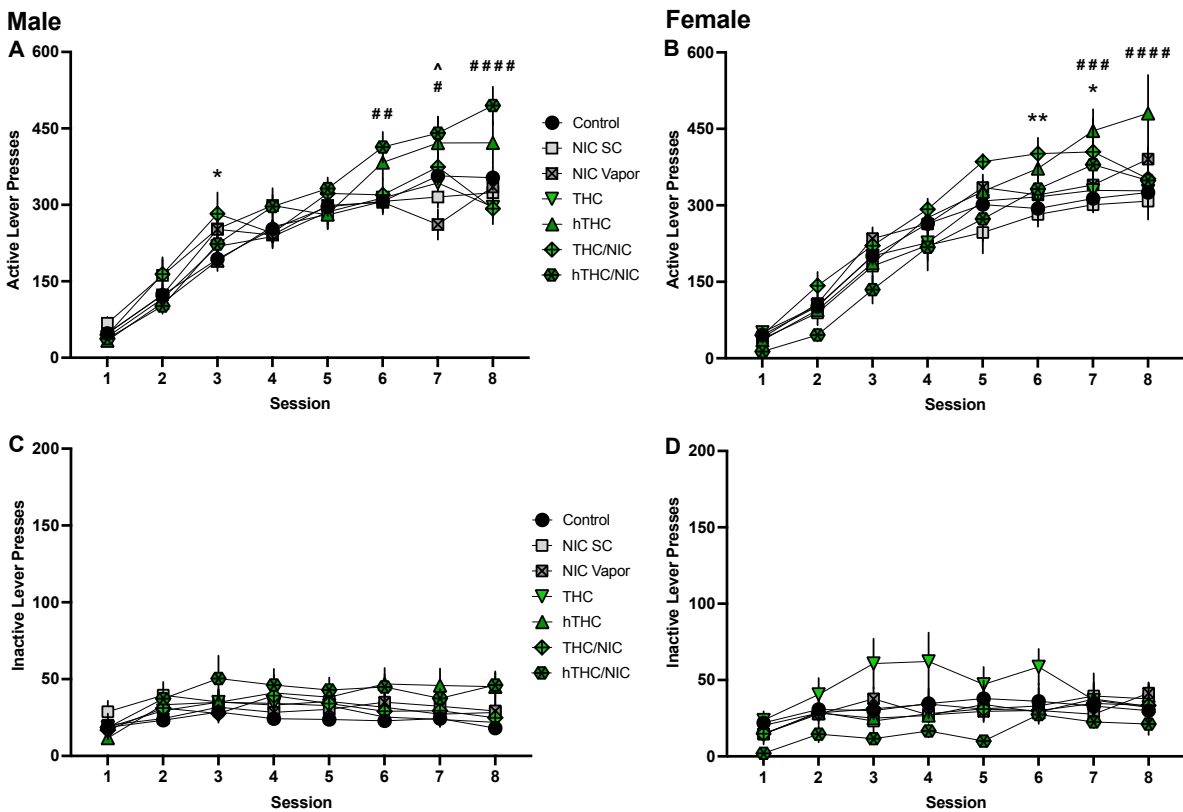 Male
A
Active Lever Presses
600
450
300
150
0
*
##
^
#
####
1 2 3 4 5 6 7 8
Session
Control
NIC SC
NIC Vapor
THC
hTHC
THC/NIC
hTHC/NIC
Female
B
Active Lever Presses
600
450
300
150
0
**
###
*
####
1 2 3 4 5 6 7 8
Session
C
Inactive Lever Presses
200
150
100
50
0
1 2 3 4 5 6 7 8
Session
Control
NIC SC
NIC Vapor
THC
hTHC
THC/NIC
hTHC/NIC
D
Inactive Lever Presses
200
150
100
50
0
1 2 3 4 5 6 7 8
Session